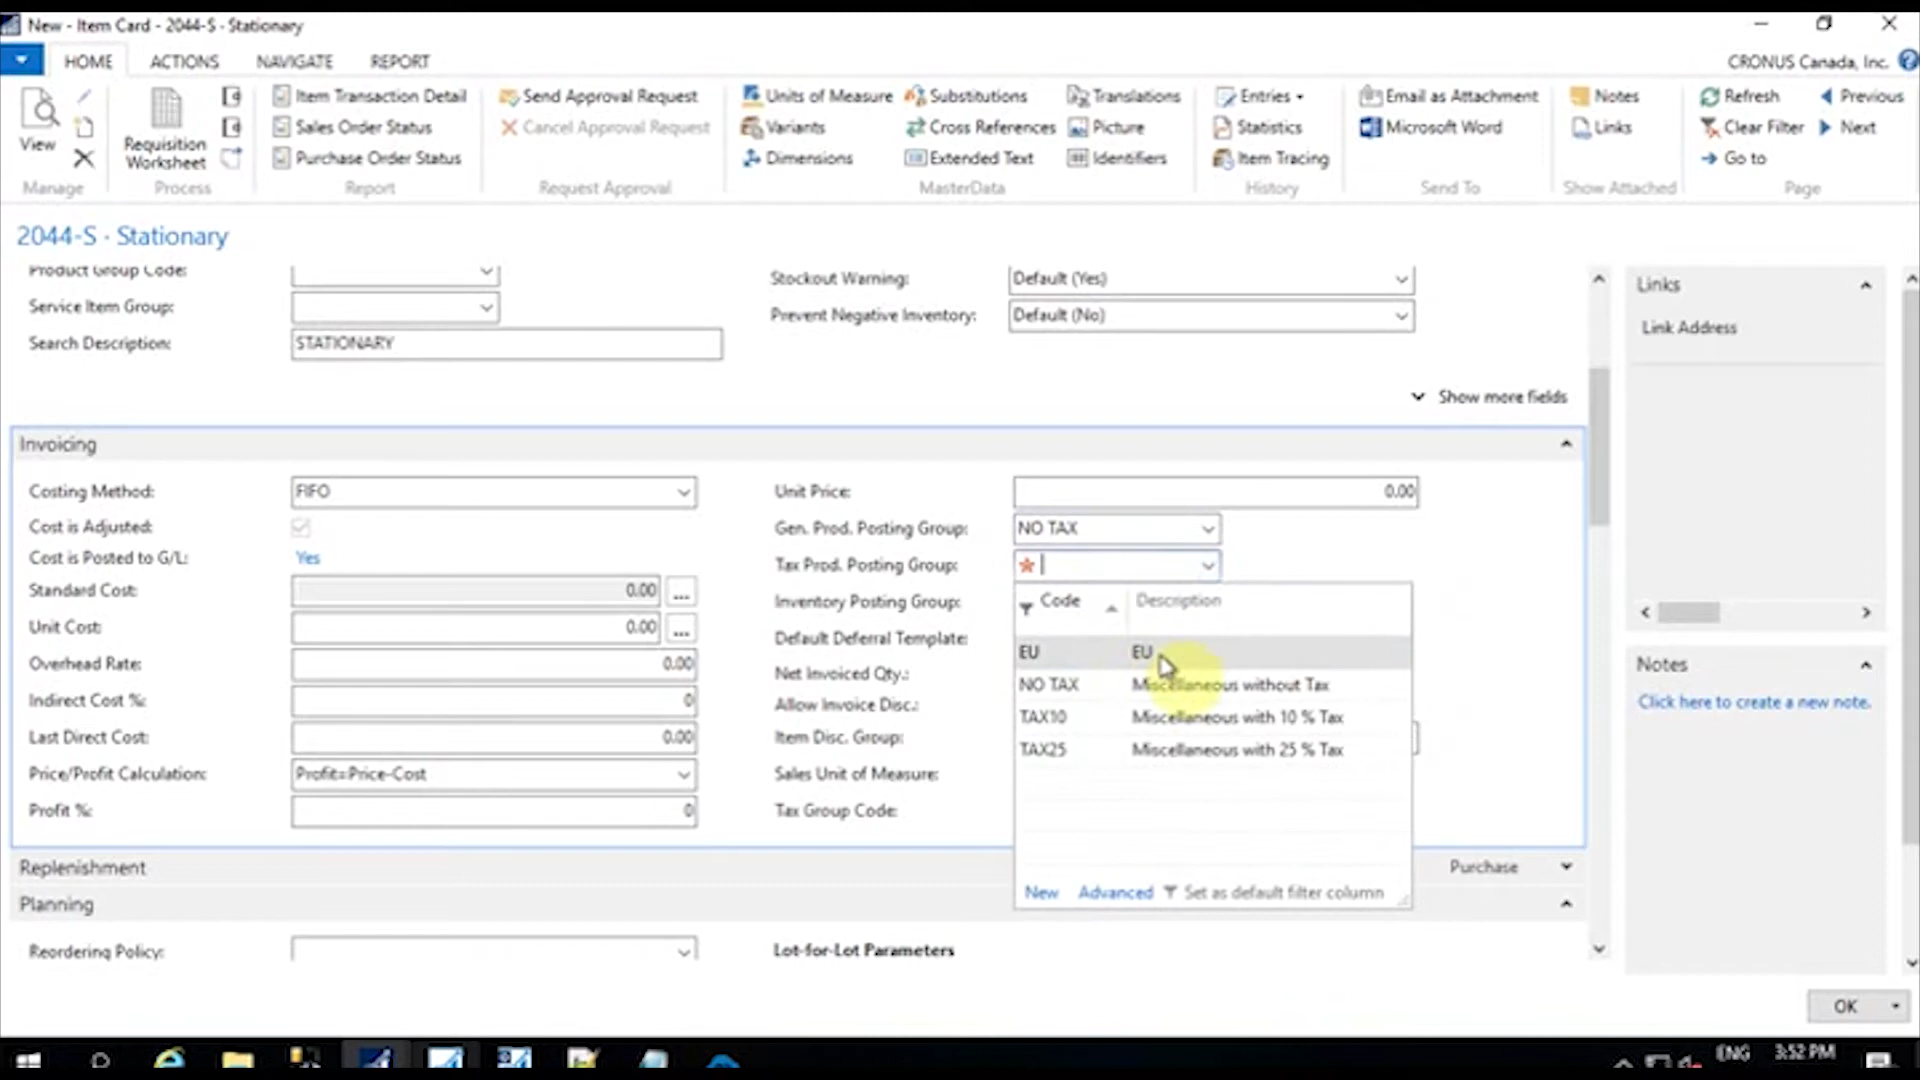 New - Item Card - 2044-S · Stationary
HOME ACTIONS NAVIGATE REPORT CRONUS Canada, Inc. ?
View
Manage
Requisition
Worksheet
Process
Item Transaction Detail
Sales Order Status
Purchase Order Status
Report
Send Approval Request
Cancel Approval Request
Request Approval
Units of Measure
Variants
Dimensions
Substitutions
Cross References
Extended Text
Translations
Picture
Identifiers
MasterData
Entries
Statistics
Item Tracing
History
Email as Attachment
Microsoft Word
Send To
Notes
Links
Show Attached
Refresh
Clear Filter
Go to
Previous
Next
Page
2044-S · Stationary
Product Group Code:
Service Item Group:
Search Description: STATIONARY
Stockout Warning: Default (Yes)
Prevent Negative Inventory: Default (No)
Show more fields
Invoicing
Costing Method: FIFO
Cost is Adjusted:
Cost is Posted to G/L: Yes
Standard Cost: 0.00 ...
Unit Cost: 0.00 ...
Overhead Rate: 0.00
Indirect Cost %: 0
Last Direct Cost: 0.00
Price/Profit Calculation: Profit=Price-Cost
Profit %: 0
Unit Price: 0.00
Gen. Prod. Posting Group: NO TAX
Tax Prod. Posting Group: *
Inventory Posting Group:
Default Deferral Template:
Net Invoiced Qty.:
Allow Invoice Disc.:
Item Disc. Group:
Sales Unit of Measure:
Tax Group Code:
Code Description
EU EU
NO TAX Miscellaneous without Tax
TAX10 Miscellaneous with 10 % Tax
TAX25 Miscellaneous with 25 % Tax
New Advanced Set as default filter column
Replenishment Purchase
Planning
Reordering Policy: Lot-for-Lot Parameters
Links
Link Address
Notes
Click here to create a new note.
OK
ENG 3:52 PM